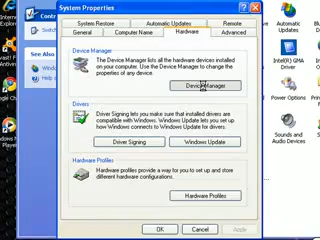 System Properties
Contr
System Restore
Automatic Updates
Remote
General
Computer Name
Hardware
Advanced
Switch
See Also
Wind
Help
Device Manager
The Device Manager lists all the hardware devices installed
on your computer. Use the Device Manager to change the
properties of any device.
Device Manager
Drivers
Driver Signing lets you make sure that installed drivers are
compatible with Windows. Windows Update lets you set up
how Windows connects to Windows Update for drivers.
Driver Signing
Windows Update
Hardware Profiles
Hardware profiles provide a way for you to set up and store
different hardware configurations.
Hardware Profiles
OK
Cancel
Apply
Intel(R) GMA
Driver
Power Options
Sounds and
Audio Devices